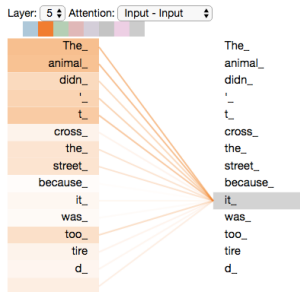 Layer: 5 Attention: Input - Input
The_ The_
animal_ animal_
didn_ didn_
'_ '_
t_ t_
cross_ cross_
the_ the_
street_ street_
because_ because_
it_ it_
was_ was_
too_ too_
tire tire
d_ d_